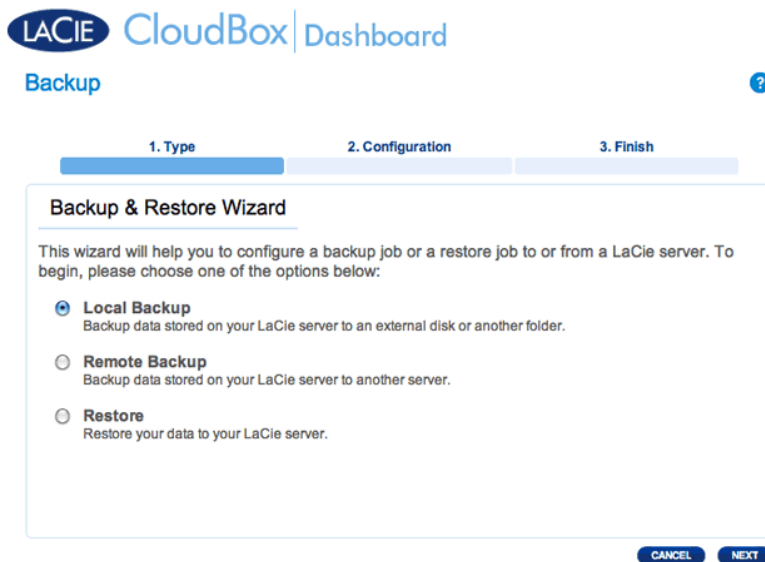 LACIE CloudBox Dashboard
Backup ?
1. Type 2. Configuration 3. Finish
Backup & Restore Wizard
This wizard will help you to configure a backup job or a restore job to or from a LaCie server. To
begin, please choose one of the options below:
Local Backup
Backup data stored on your LaCie server to an external disk or another folder.
Remote Backup
Backup data stored on your LaCie server to another server.
Restore
Restore your data to your LaCie server.
CANCEL NEXT